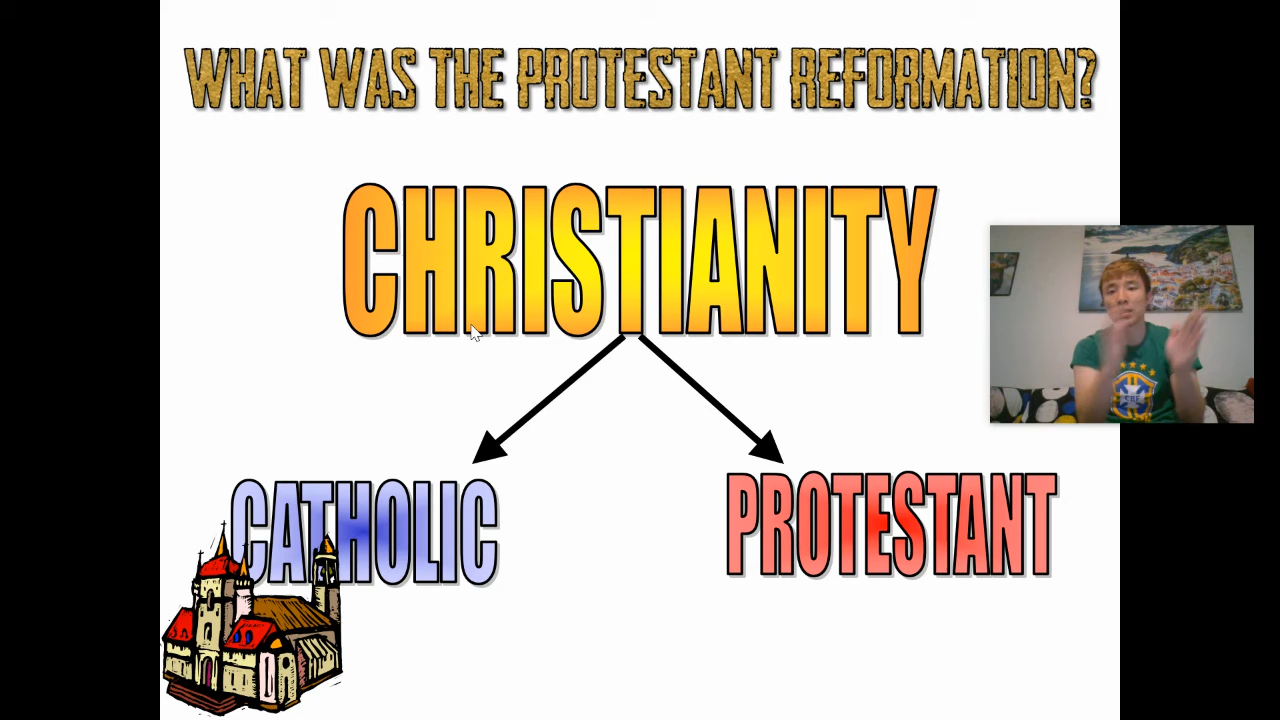 WHAT WAS THE PROTESTANT REFORMATION?
CHRISTIANITY
CATHOLIC
PROTESTANT